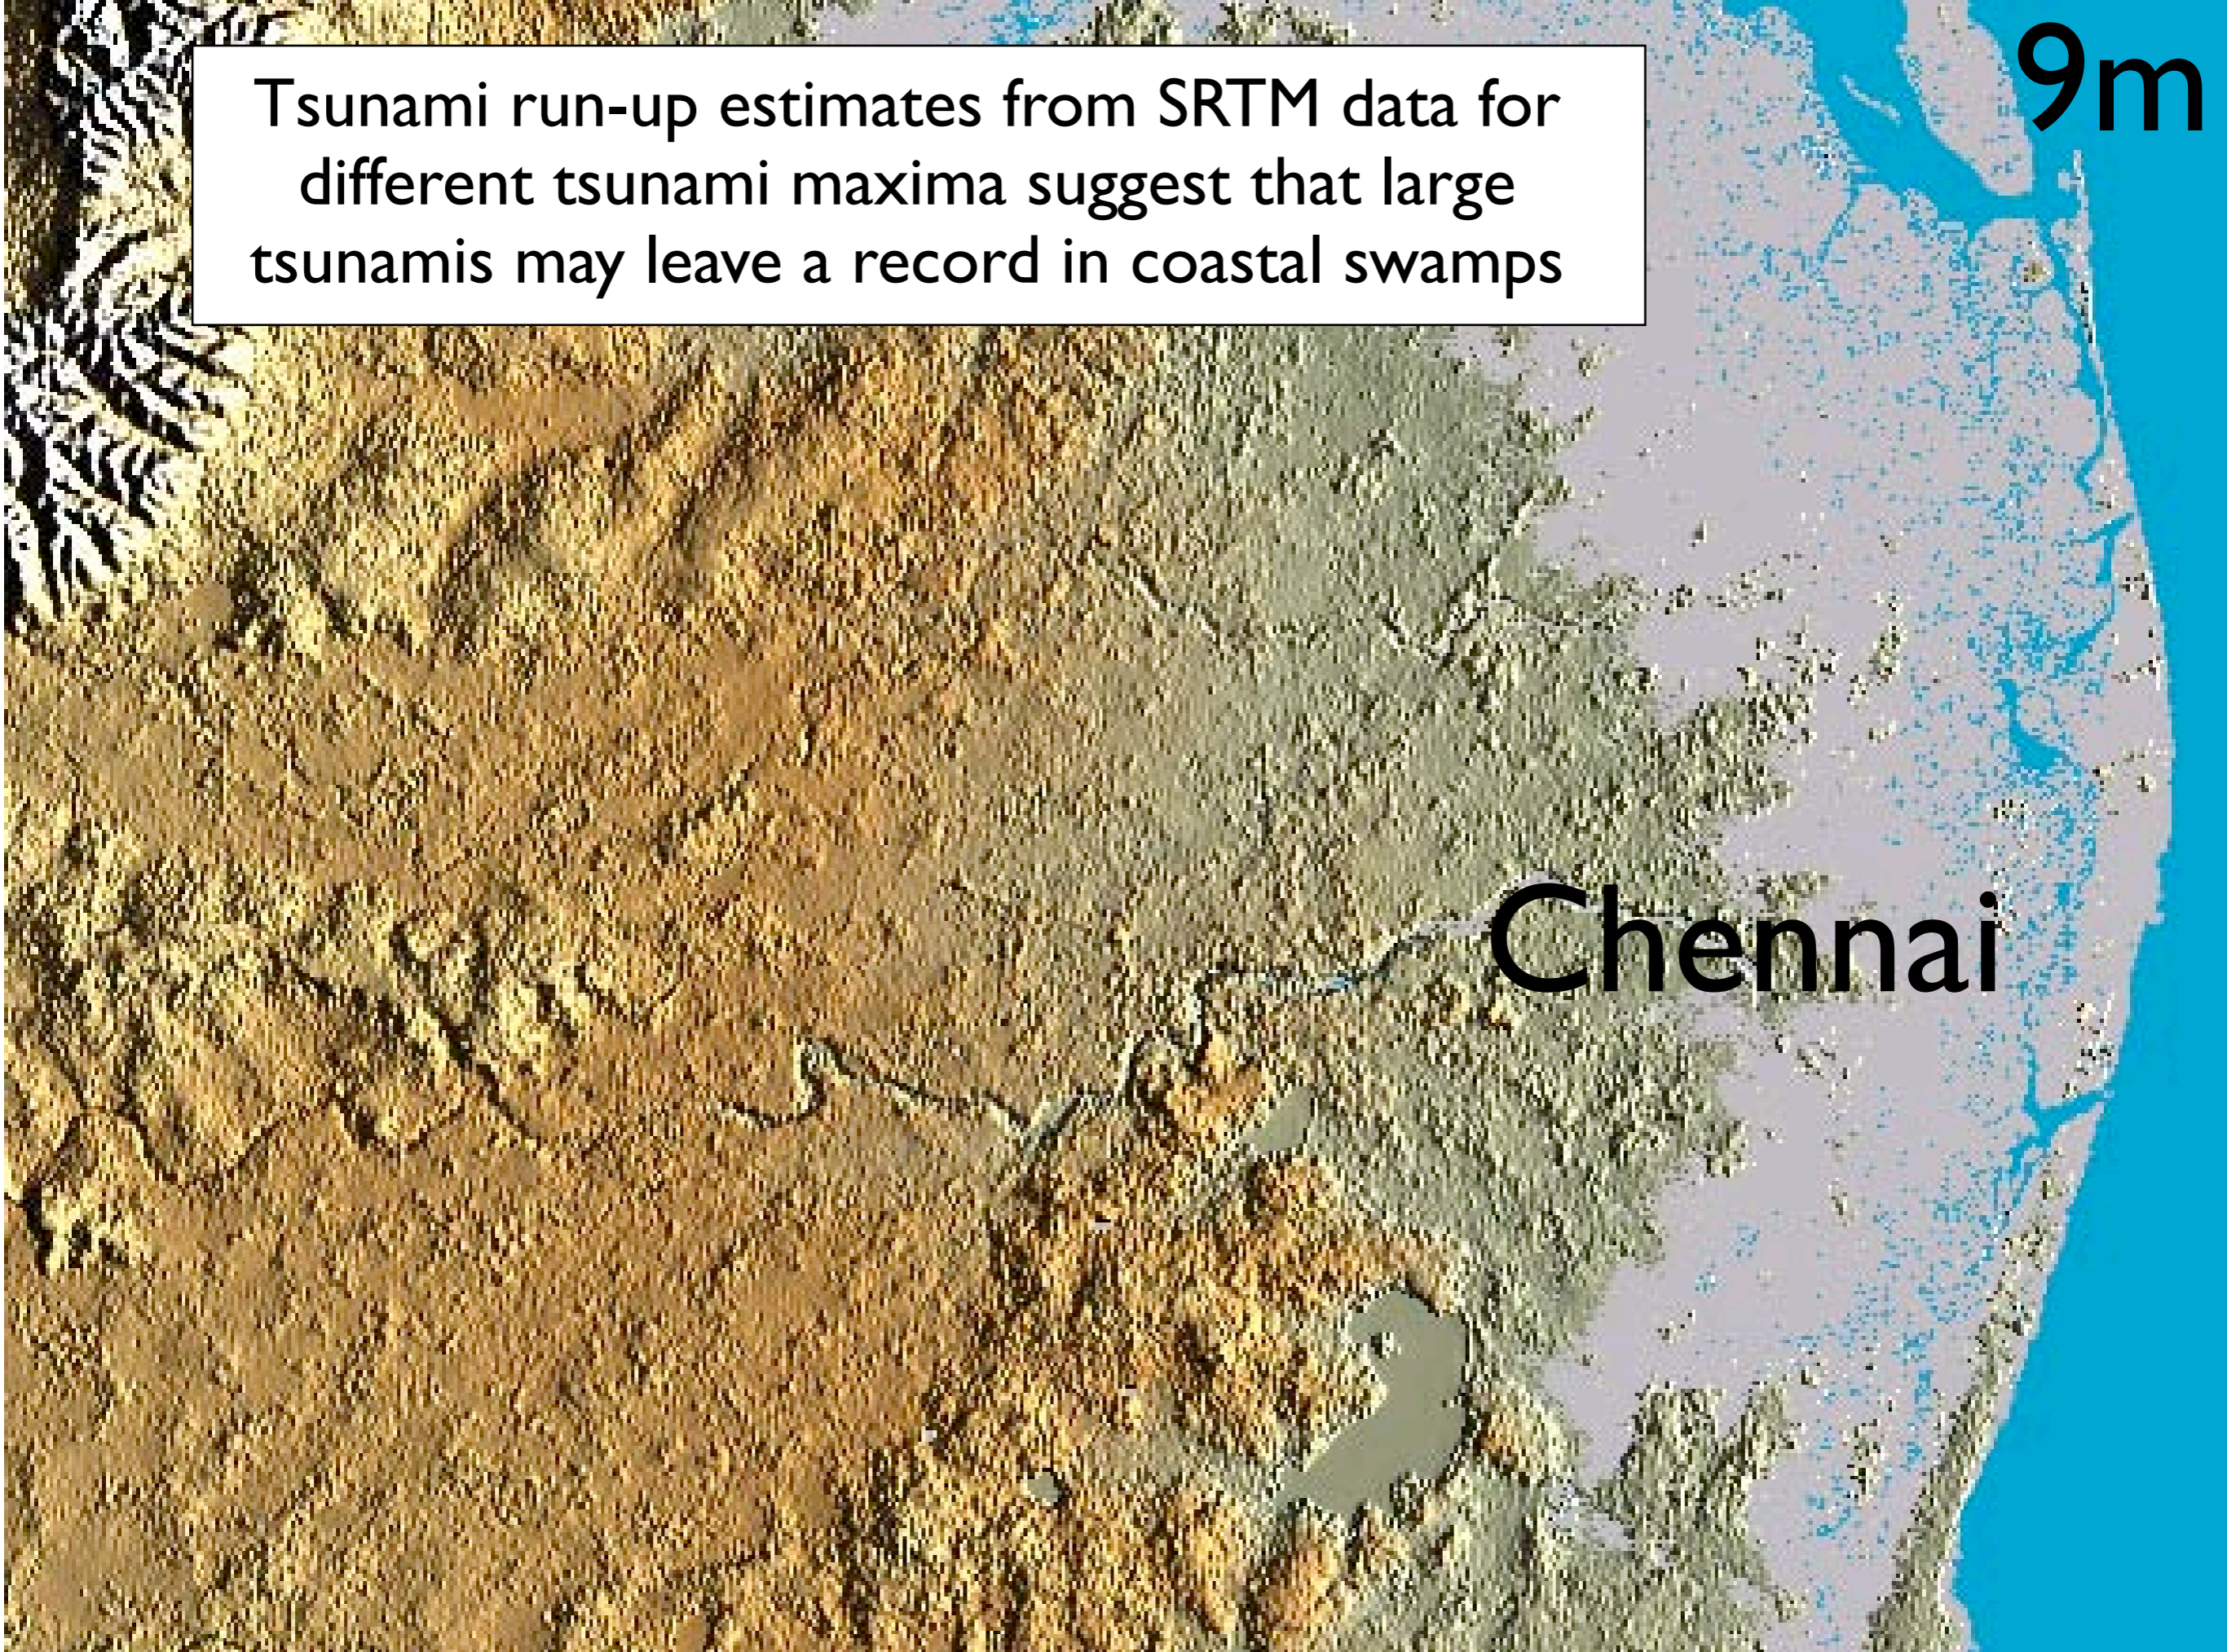 9m
Tsunami run-up estimates from SRTM data for
different tsunami maxima suggest that large
tsunamis may leave a record in coastal swamps
Chennai